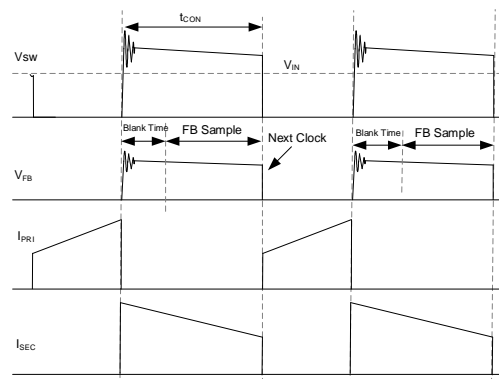 tCON
Vsw
VIN
Blank Time FB Sample Blank Time FB Sample
Next Clock
VFB
IPRI
ISEC